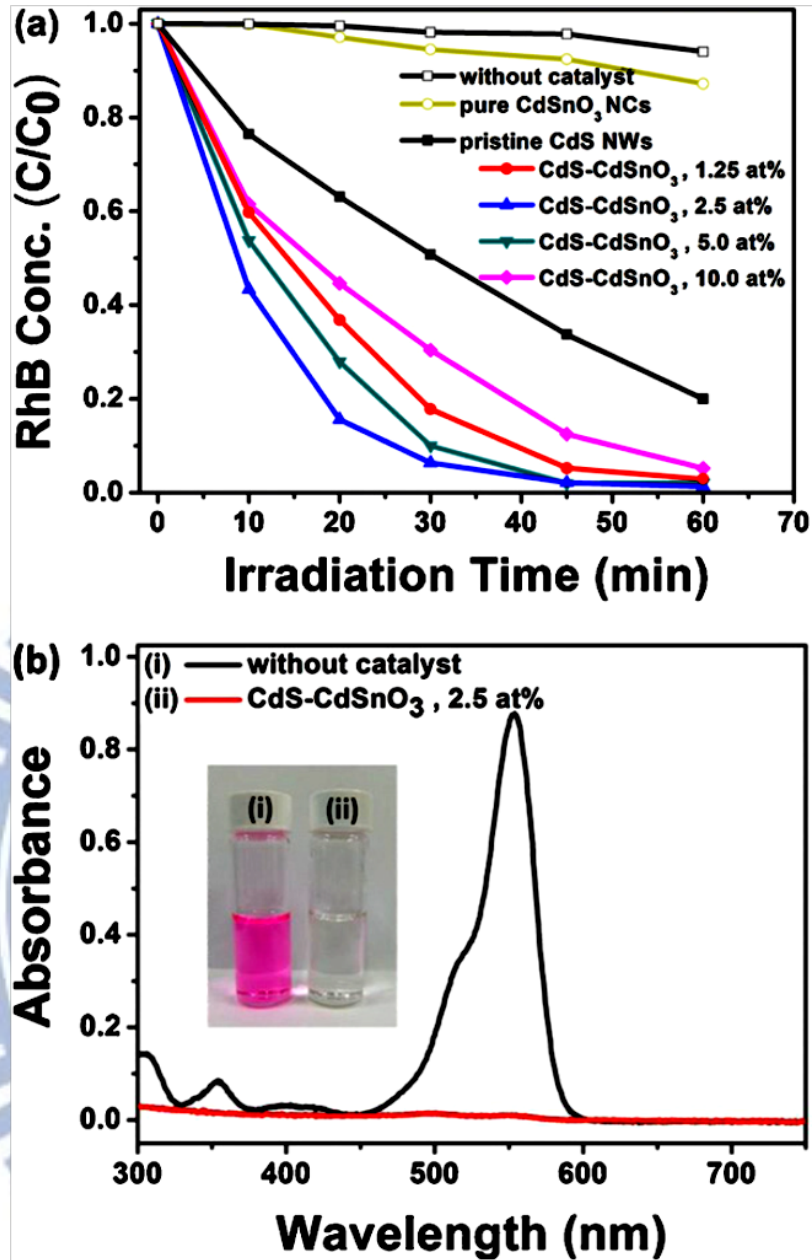 (a)
1.0
0.8
0.6
0.4
0.2
0.0
RhB Conc. (C/C0)
without catalyst
pure CdSnO3 NCs
pristine CdS NWs
CdS-CdSnO3 , 1.25 at%
CdS-CdSnO3 , 2.5 at%
CdS-CdSnO3 , 5.0 at%
CdS-CdSnO3 , 10.0 at%
0 10 20 30 40 50 60 70
Irradiation Time (min)
(b)
1.0
0.8
0.6
0.4
0.2
0.0
Absorbance
(i) without catalyst
(ii) CdS-CdSnO3 , 2.5 at%
(i) (ii)
300 400 500 600 700
Wavelength (nm)